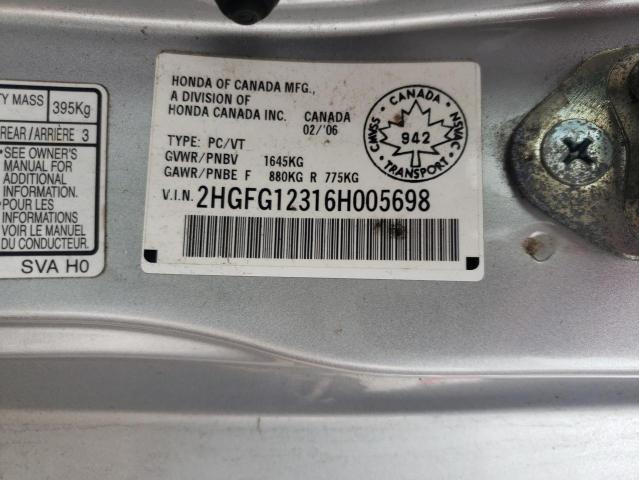 TY MASS 395Kg
REAR/ARRIÈRE 3
•SEE OWNER'S
MANUAL FOR
ADDITIONAL
INFORMATION
•POUR LES
INFORMATIONS
VOIR LE MANUEL
DU MANDATAIRE
SVA H0
HONDA OF CANADA MFG.,
A DIVISION OF
HONDA CANADA INC. CANADA
02/'06
TYPE: PC/VT
GVWR/PNBV 1645KG
GAWR/PNBE F 880KG R 775KG
V.I.N. 2HGFG12316H005698
CANADA
CMVSS 942 NSVAC
TRANSPORT